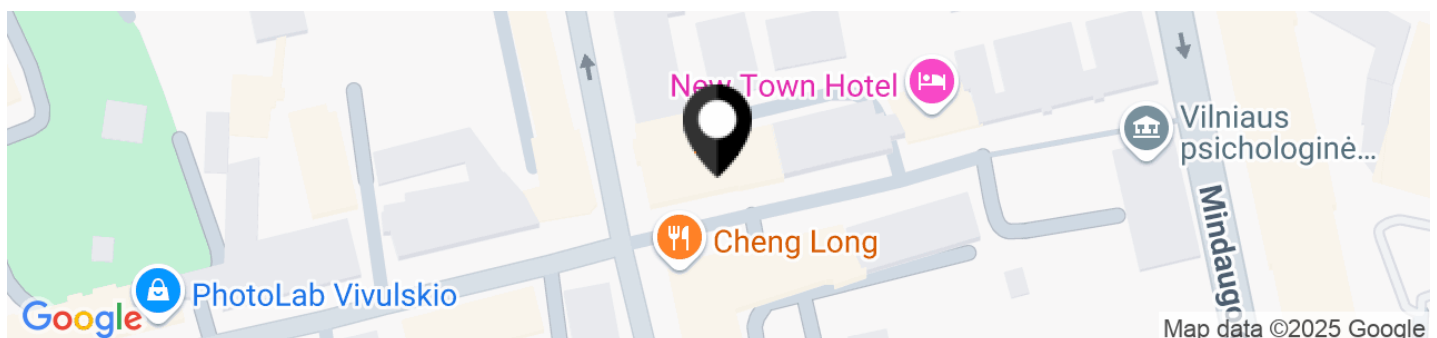 New Town Hotel
Vilniaus
psichologinė...
Cheng Long
Mindaugo
PhotoLab Vivulskio
Google
Map data ©2025 Google